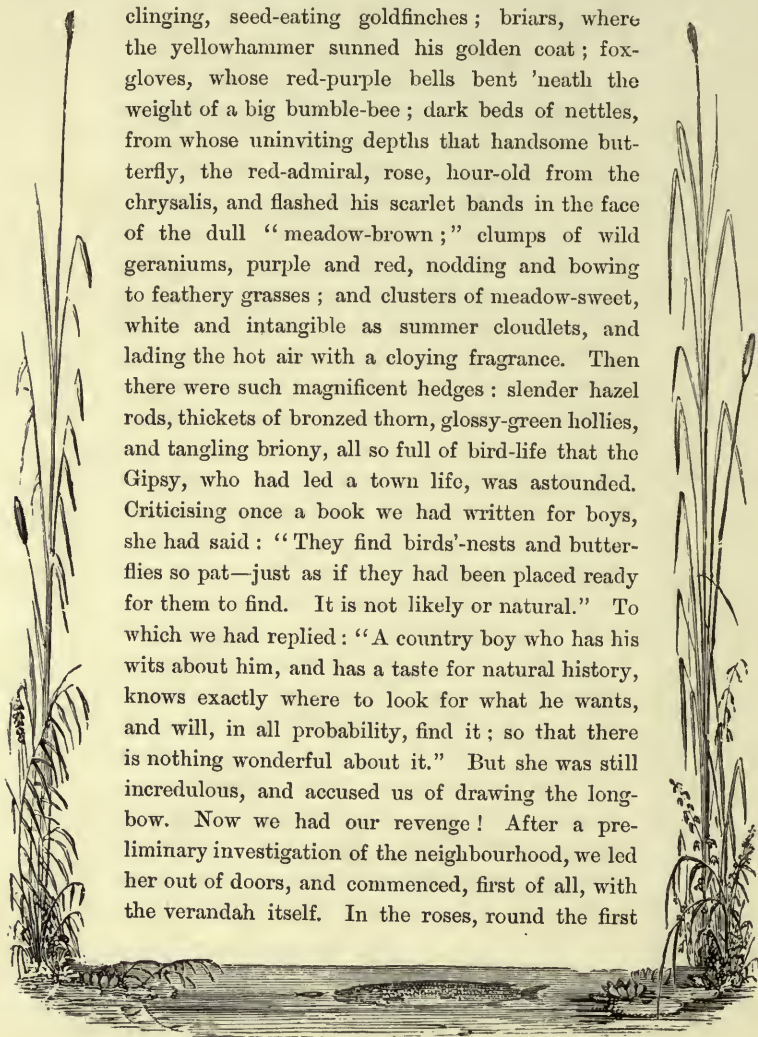 clinging, seed-eating goldfinches ; briars, where
the yellowhammer sunned his golden coat ; fox-
gloves, whose red-purple bells bent 'neath the
weight of a big bumble-bee ; dark beds of nettles,
from whose uninviting depths that handsome but-
terfly, the red-admiral, rose, hour-old from the
chrysalis, and flashed his scarlet bands in the face
of the dull “ meadow-brown ; ” clumps of wild
geraniums, purple and red, nodding and bowing
to feathery grasses ; and clusters of meadow-sweet,
white and intangible as summer cloudlets, and
lading the hot air with a cloying fragrance. Then
there were such magnificent hedges : slender hazel
rods, thickets of bronzed thorn, glossy-green hollies,
and tangling briony, all so full of bird-life that the
Gipsy, who had led a town life, was astounded.
Criticising once a book we had written for boys,
she had said : “ They find birds'-nests and butter-
flies so pat—just as if they had been placed ready
for them to find. It is not likely or natural.” To
which we had replied : “ A country boy who has his
wits about him, and has a taste for natural history,
knows exactly where to look for what he wants,
and will, in all probability, find it ; so that there
is nothing wonderful about it.” But she was still
incredulous, and accused us of drawing the long-
bow. Now we had our revenge ! After a pre-
liminary investigation of the neighbourhood, we led
her out of doors, and commenced, first of all, with
the verandah itself. In the roses, round the first